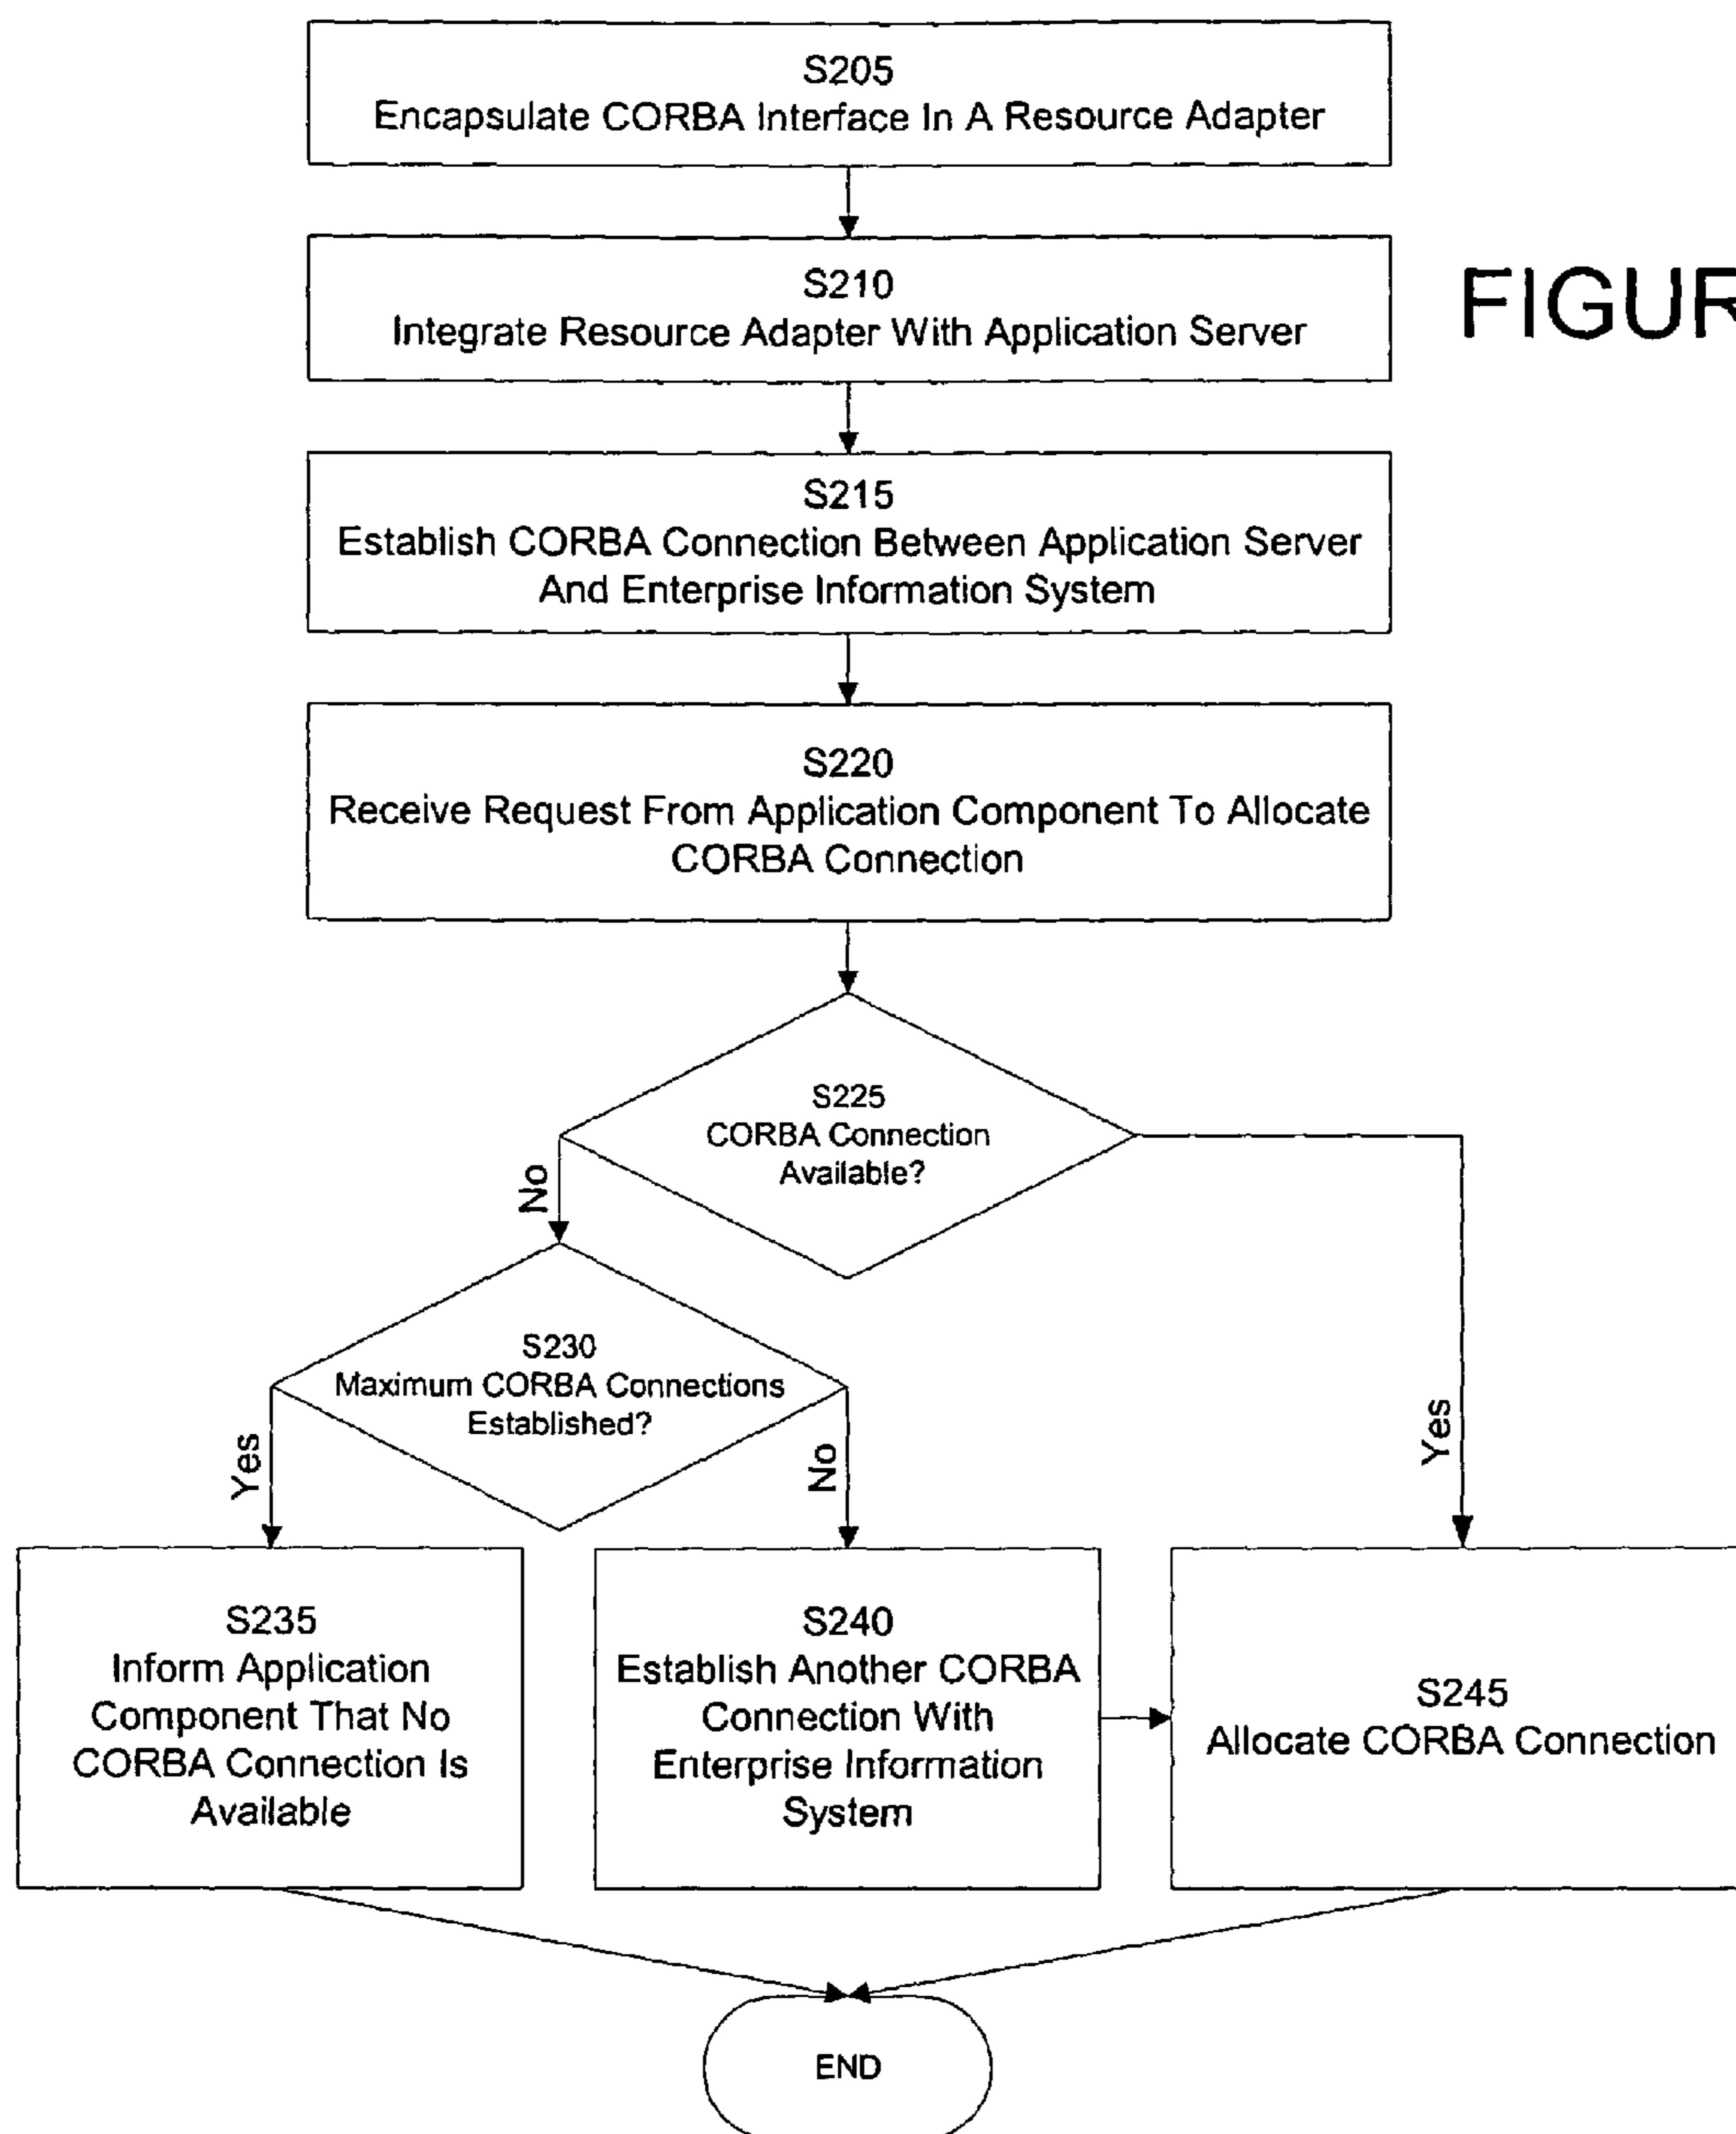 S205
Encapsulate CORBA Interface In A Resource Adapter
S210
Integrate Resource Adapter With Application Server
FIGUR
S215
Establish CORBA Connection Between Application Server
And Enterprise Information System
S220
Receive Request From Application Component To Allocate
CORBA Connection
S225
CORBA Connection
Available?
No
S230
Maximum CORBA Connections
Established?
Yes
No
Yes
S235
Inform Application
Component That No
CORBA Connection Is
Available
S240
Establish Another CORBA
Connection With
Enterprise Information
System
S245
Allocate CORBA Connection
END